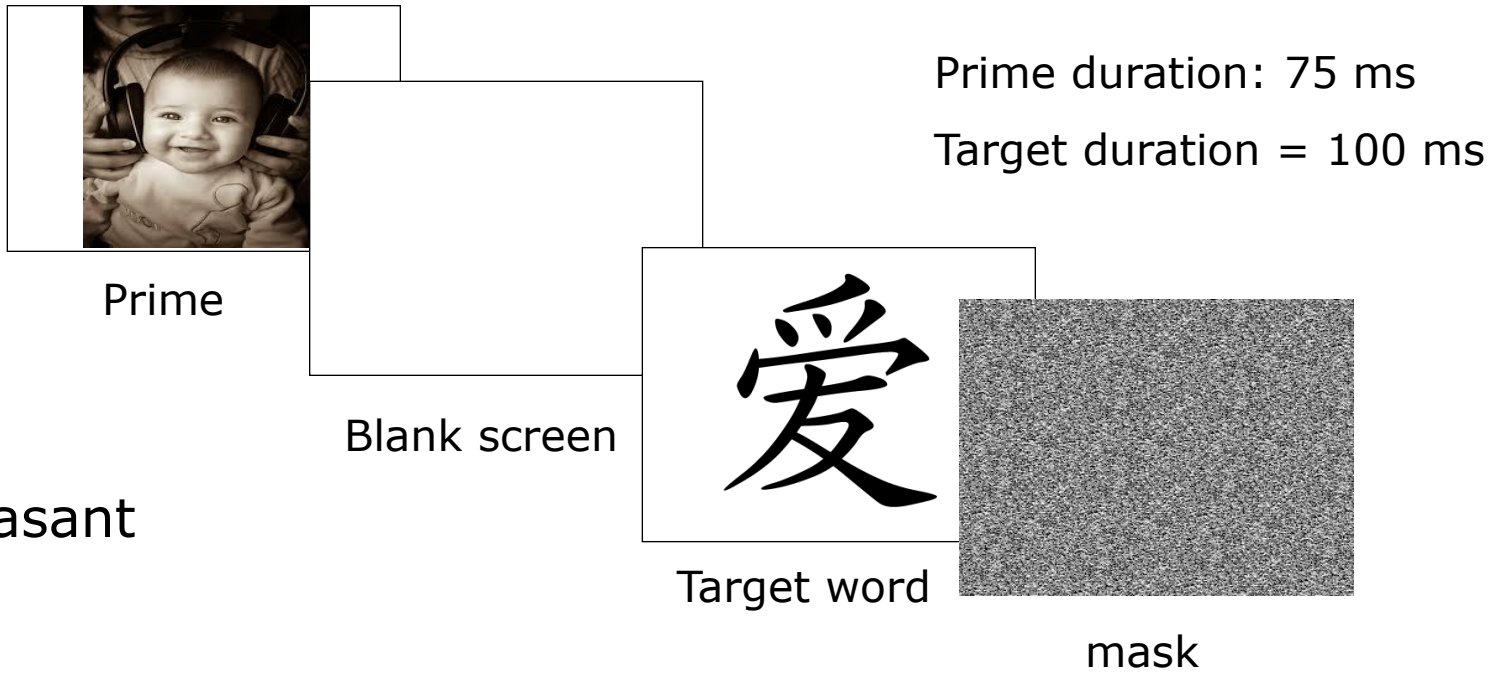 Prime duration: 75 ms
Target duration = 100 ms
Prime
爱
Blank screen
asant
Target word
mask